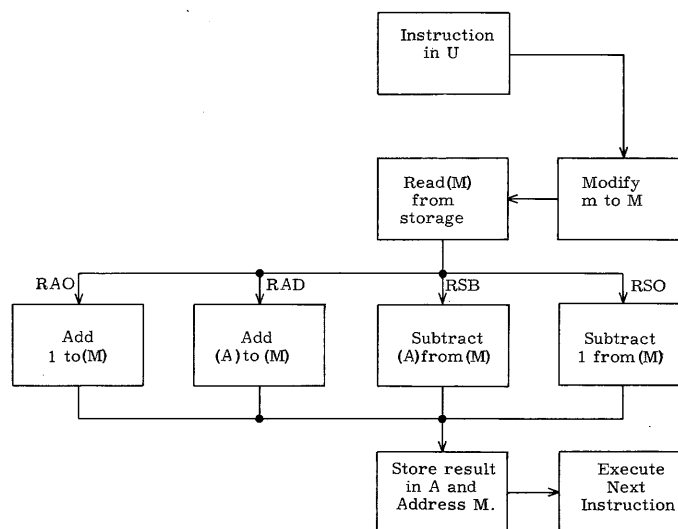 Instruction
in U
Read(M)
from
storage
Modify
m to M
RAO
RAD
RSB
RSO
Add
1 to(M)
Add
(A)to (M)
Subtract
(A)from(M)
Subtract
1 from(M)
Store result
in A and
Address M.
Execute
Next
Instruction